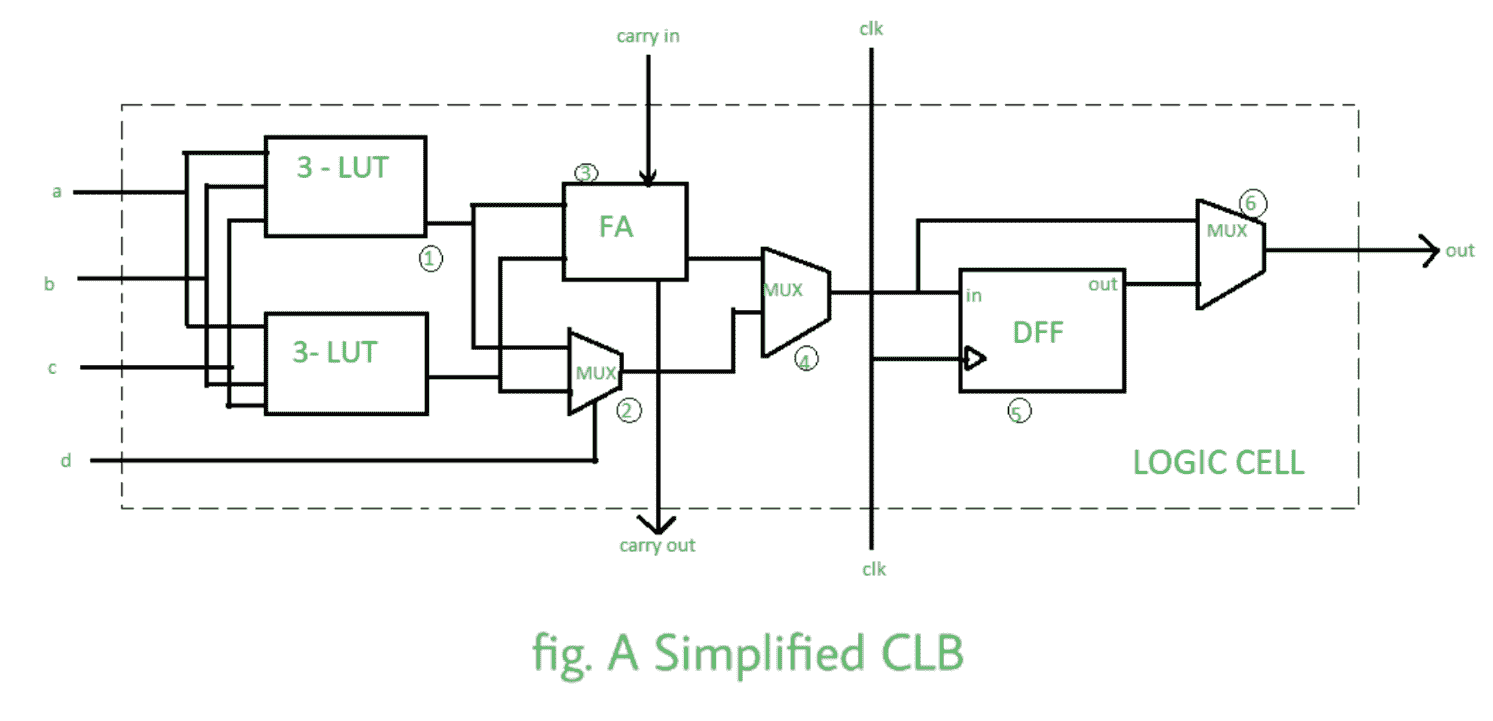 carry in
clk
3 - LUT
a
3
FA
6
MUX
1
b
out
MUX
in
out
DFF
3- LUT
4
c
MUX
2
5
d
LOGIC CELL
carry out
clk
fig. A Simplified CLB